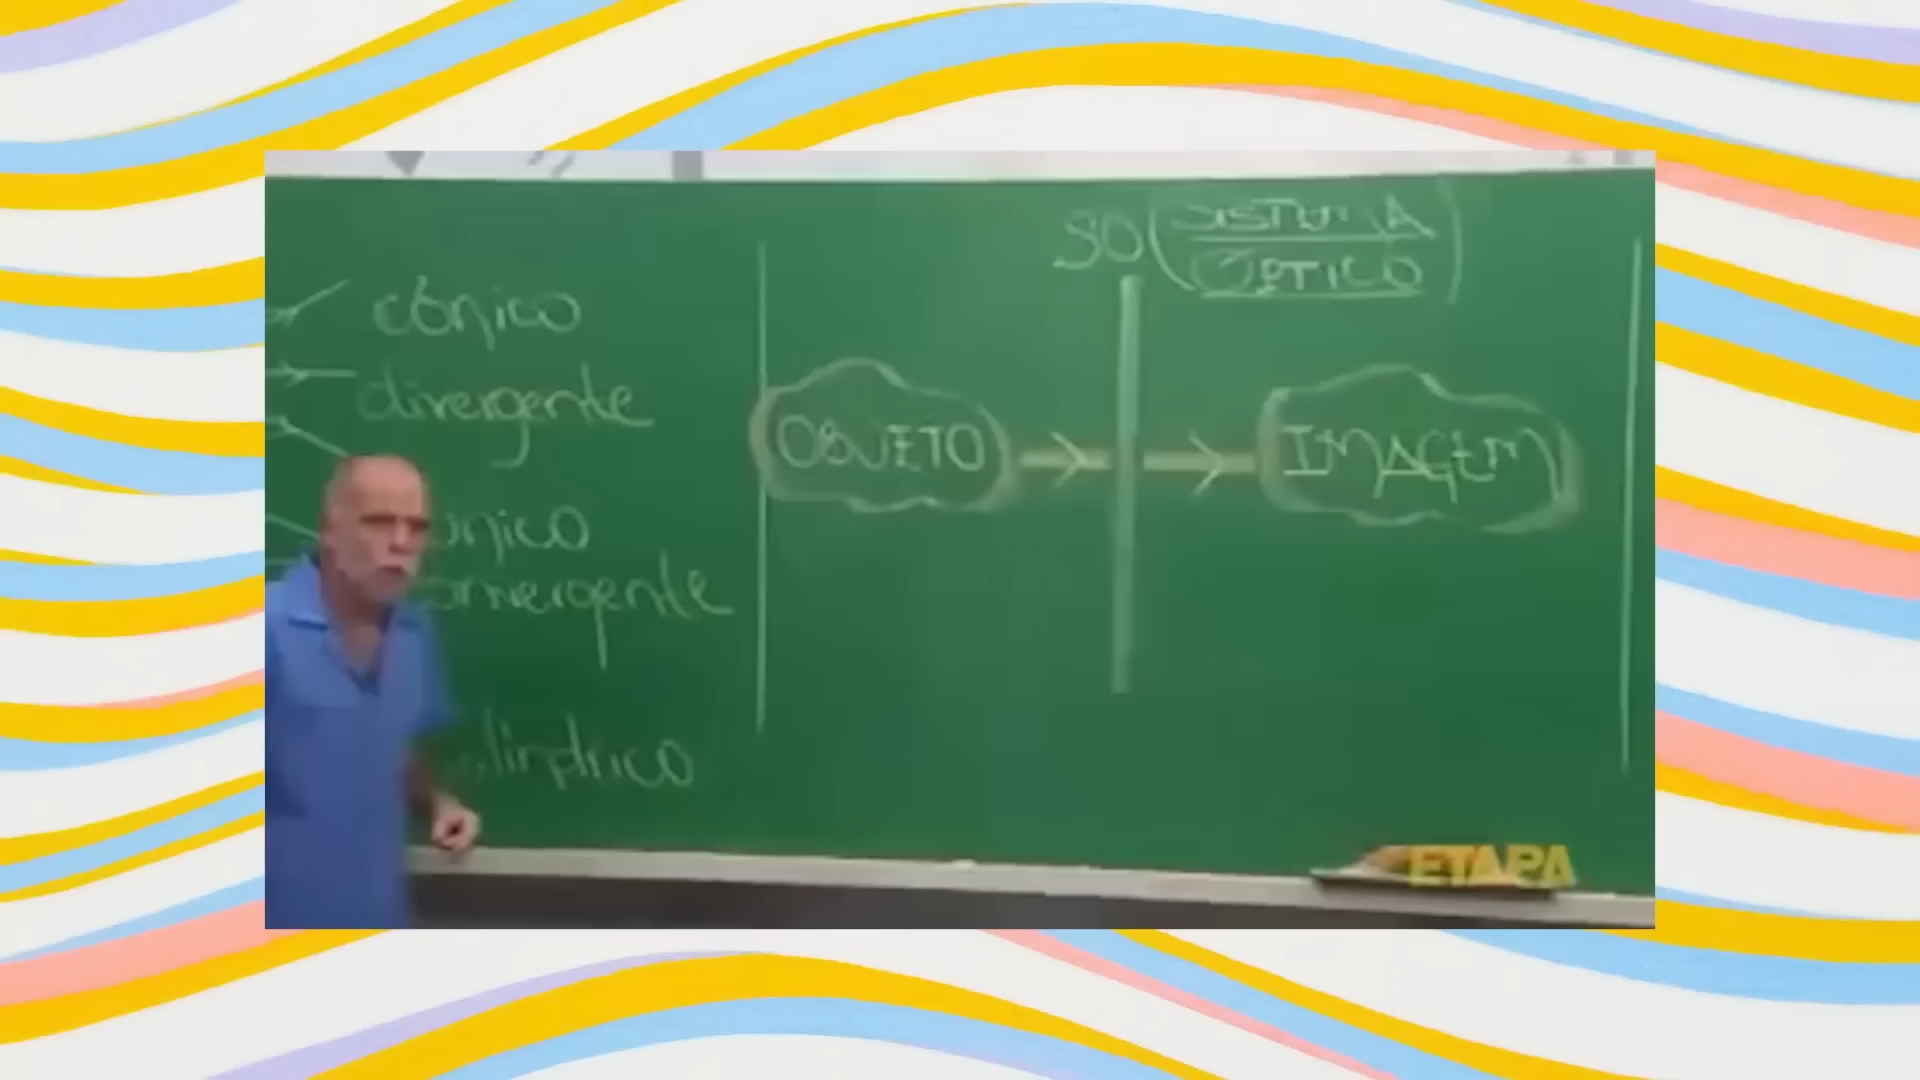 cônico
divergente
cônico
convergente
cilíndrico
SO (SISTEMA
ÓPTICO)
OBJETO
IMAGEM
ETAPA